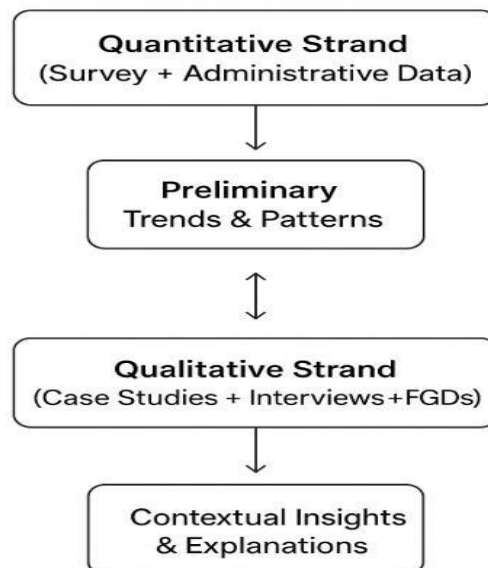 Quantitative Strand
(Survey + Administrative Data)
Preliminary
Trends & Patterns
Qualitative Strand
(Case Studies + Interviews+FGDs)
Contextual Insights
& Explanations